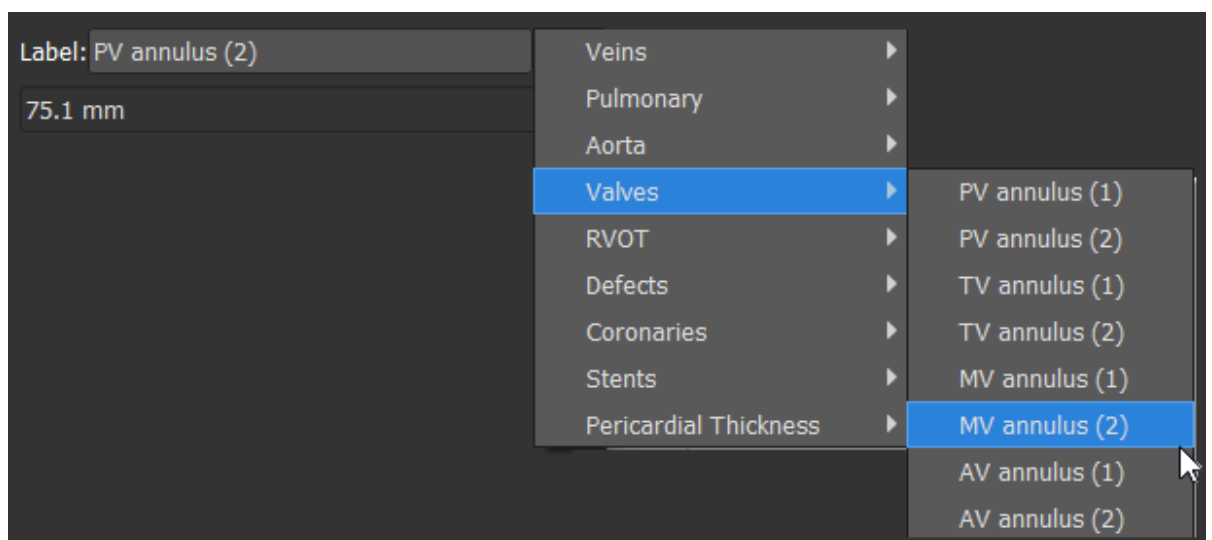 Label: PV annulus (2)
75.1 mm
Veins
Pulmonary
Aorta
Valves
RVOT
Defects
Coronaries
Stents
Pericardial Thickness
PV annulus (1)
PV annulus (2)
TV annulus (1)
TV annulus (2)
MV annulus (1)
MV annulus (2)
AV annulus (1)
AV annulus (2)